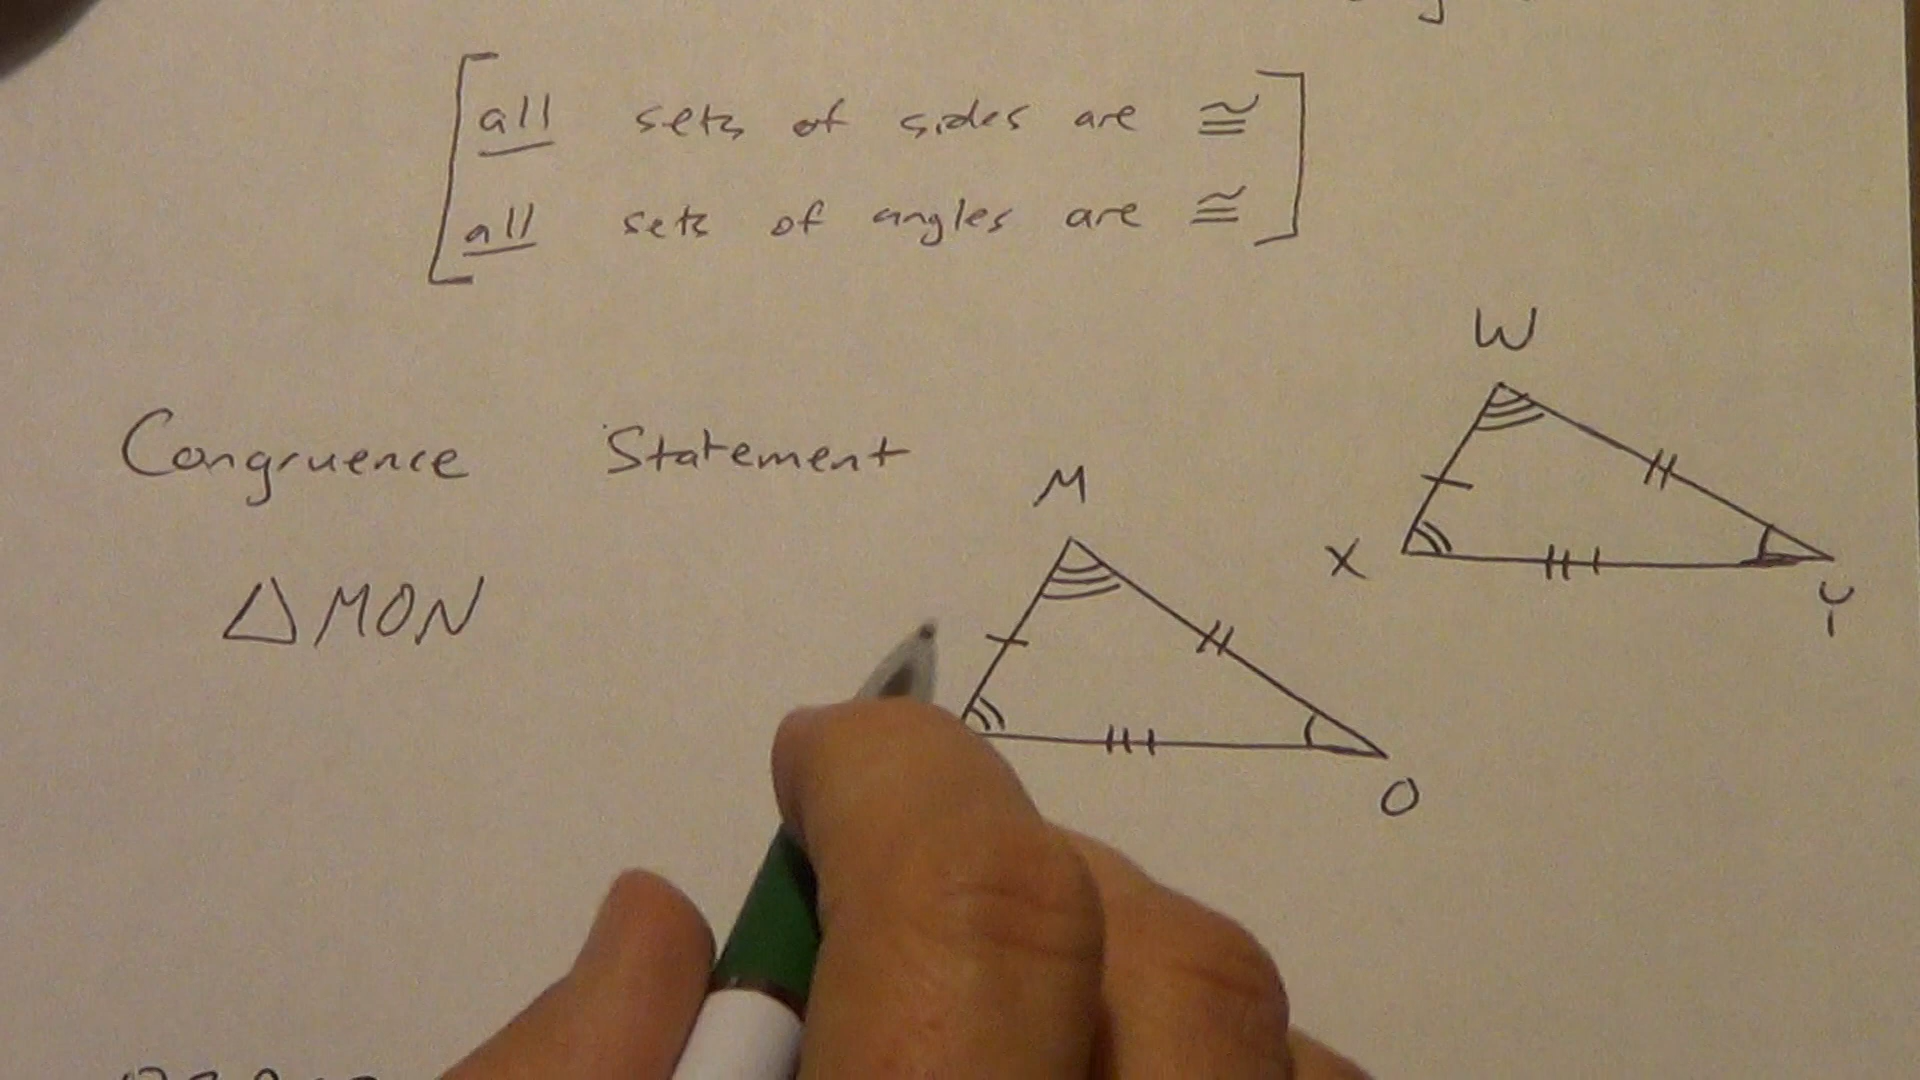 all sets of sides are ≅
all sets of angles are ≅
Congruence Statement
△MON
W
X
Y
M
O